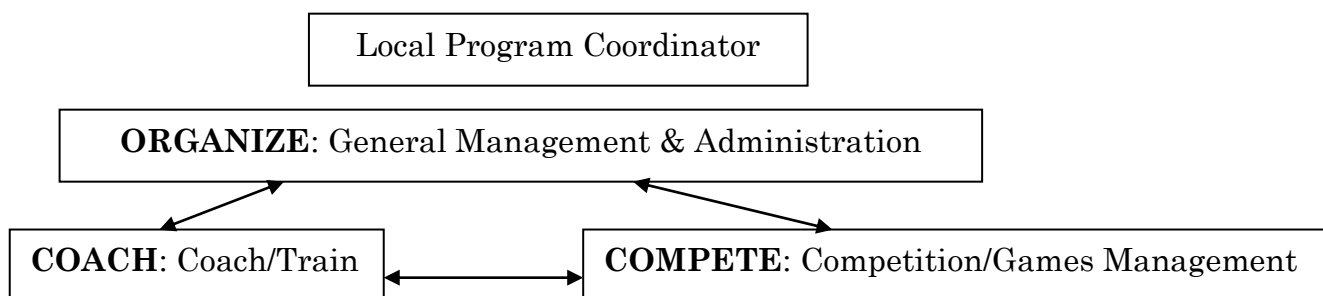 Local Program Coordinator
ORGANIZE: General Management & Administration
COACH: Coach/Train
COMPETE: Competition/Games Management